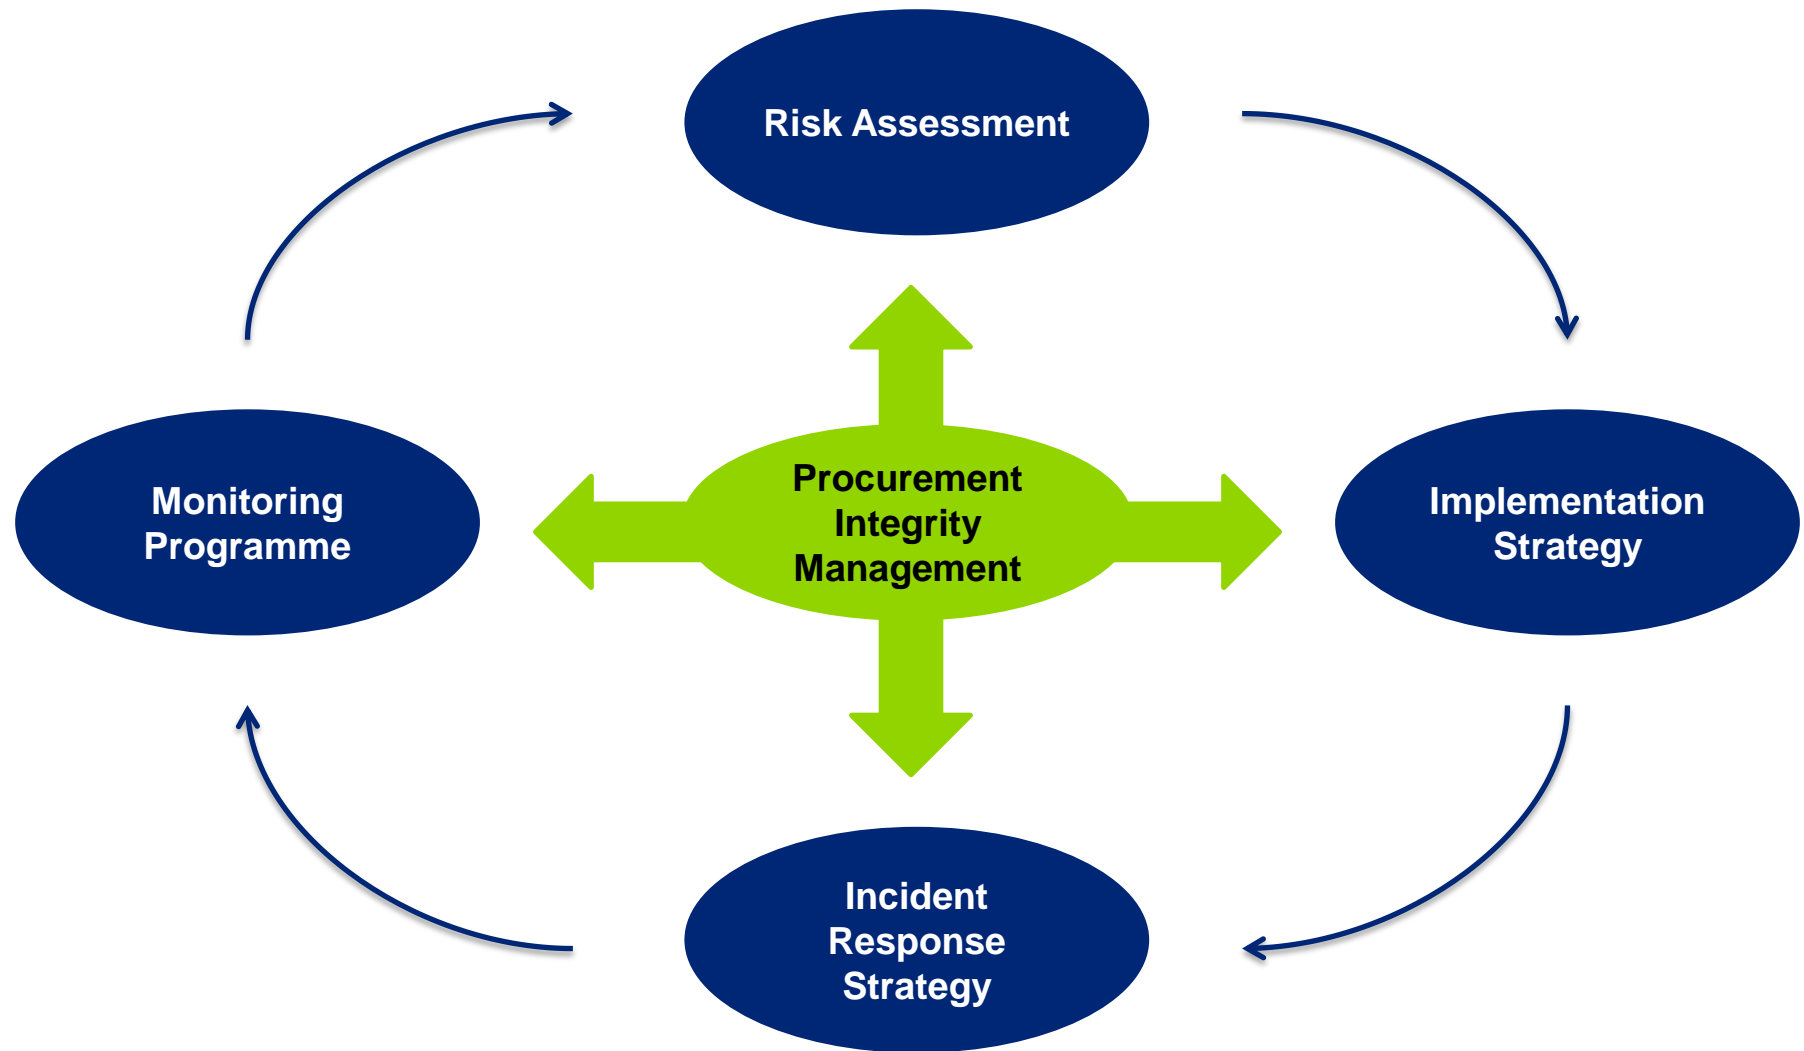 Risk Assessment
Procurement
Integrity
Management
Monitoring
Programme
Implementation
Strategy
Incident
Response
Strategy